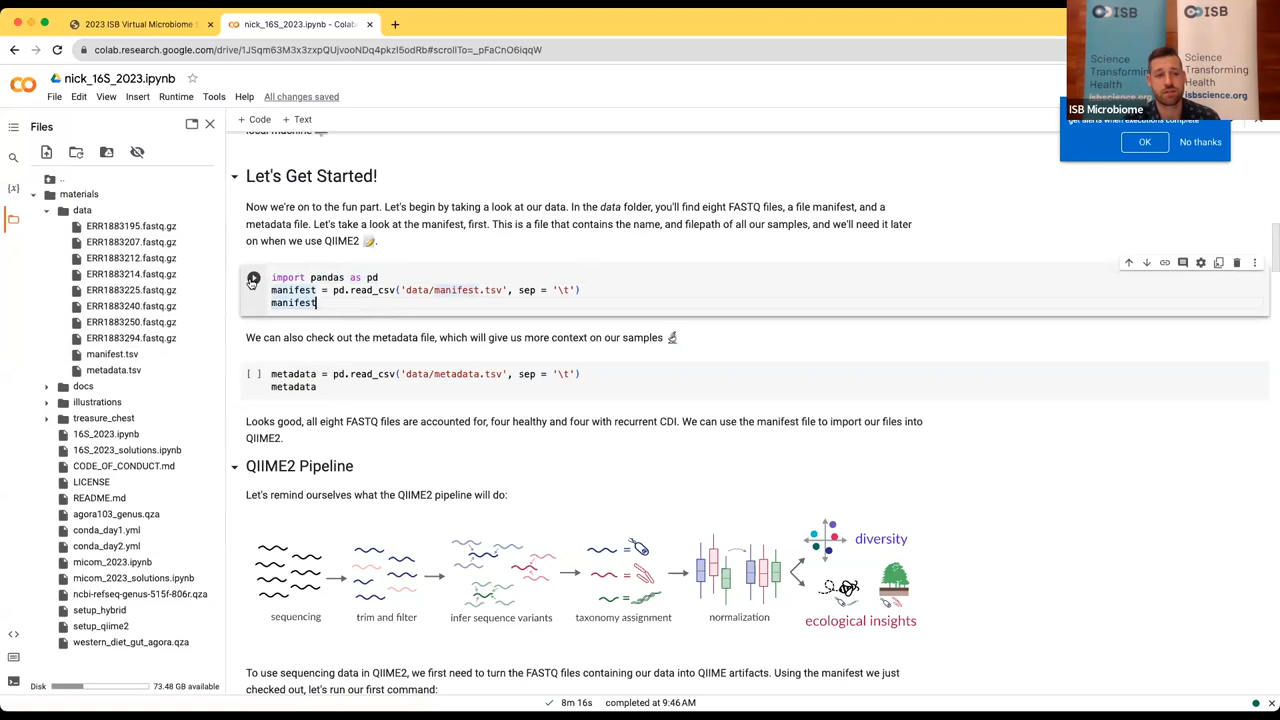 2023 ISB Virtual Microbiome S
nick_16S_2023.ipynb - Colab
colab.research.google.com/drive/1JSqm63M3x3zxpQUjvooNDq4pkzl5odRb#scrollTo=_pFaCnO6iqqW
nick_16S_2023.ipynb
File Edit View Insert Runtime Tools Help All changes saved
ISB
ISB
Science
Transforming
Health
isbscience.org
Science
Transforming
Health
isbscience.org
ISB Microbiome
get alerts when executions complete
OK No thanks
Files
..
materials
data
ERR1883195.fastq.gz
ERR1883207.fastq.gz
ERR1883212.fastq.gz
ERR1883214.fastq.gz
ERR1883225.fastq.gz
ERR1883240.fastq.gz
ERR1883250.fastq.gz
ERR1883294.fastq.gz
manifest.tsv
metadata.tsv
docs
illustrations
treasure_chest
16S_2023.ipynb
16S_2023_solutions.ipynb
CODE_OF_CONDUCT.md
LICENSE
README.md
agora103_genus.qza
conda_day1.yml
conda_day2.yml
micom_2023.ipynb
micom_2023_solutions.ipynb
ncbi-refseq-genus-515f-806r.qza
setup_hybrid
setup_qiime2
western_diet_gut_agora.qza
Disk 73.48 GB available
+ Code + Text
local machine
Let's Get Started!
Now we're on to the fun part. Let's begin by taking a look at our data. In the data folder, you'll find eight FASTQ files, a file manifest, and a
metadata file. Let's take a look at the manifest, first. This is a file that contains the name, and filepath of all our samples, and we'll need it later
on when we use QIIME2 📝.
import pandas as pd
manifest = pd.read_csv('data/manifest.tsv', sep = '\t')
manifest
We can also check out the metadata file, which will give us more context on our samples 🔬
[ ] metadata = pd.read_csv('data/metadata.tsv', sep = '\t')
metadata
Looks good, all eight FASTQ files are accounted for, four healthy and four with recurrent CDI. We can use the manifest file to import our files into
QIIME2.
QIIME2 Pipeline
Let's remind ourselves what the QIIME2 pipeline will do:
diversity
sequencing trim and filter infer sequence variants taxonomy assignment normalization ecological insights
To use sequencing data in QIIME2, we first need to turn the FASTQ files containing our data into QIIME artifacts. Using the manifest we just
checked out, let's run our first command:
8m 16s completed at 9:46AM